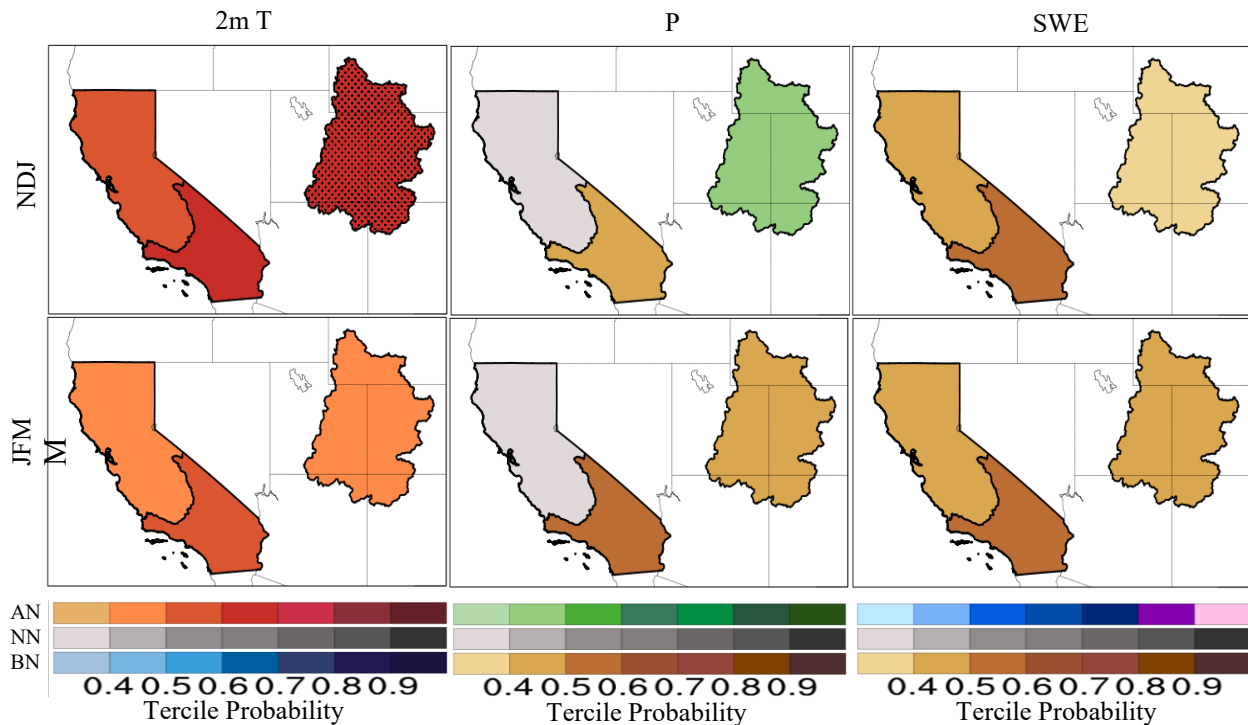 2m T P SWE
NDJ
JFM
M
AN
NN
BN
0.4 0.5 0.6 0.7 0.8 0.9 0.4 0.5 0.6 0.7 0.8 0.9 0.4 0.5 0.6 0.7 0.8 0.9
Tercile Probability Tercile Probability Tercile Probability